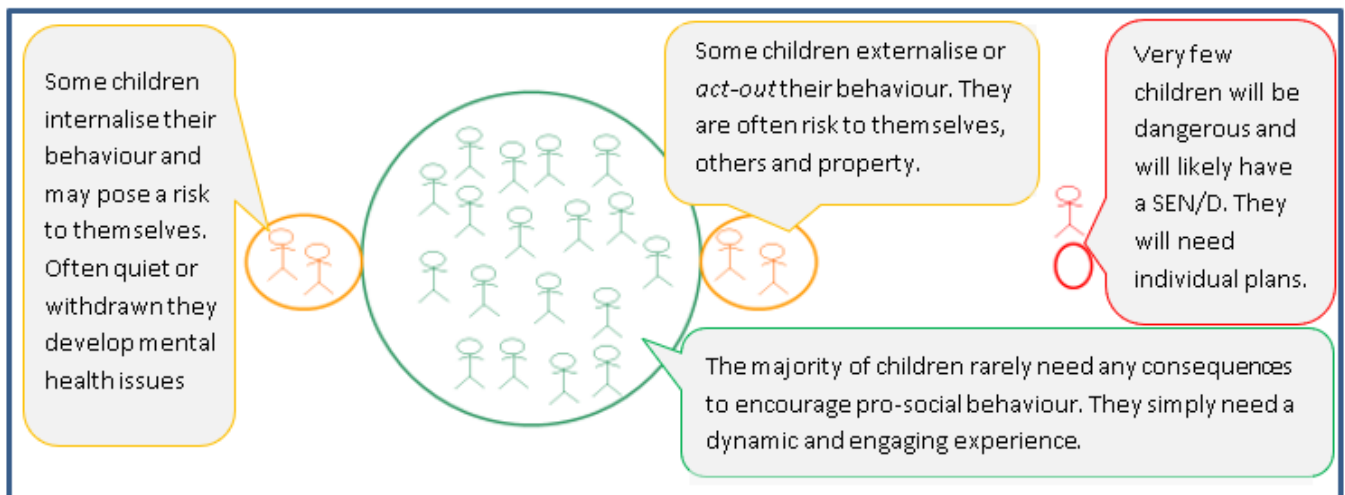 Some children
internalise their
behaviour and
may pose a risk
to themselves.
Often quiet or
withdrawn they
develop mental
health issues
Some children externalise or
act-out their behaviour. They
are often risk to themselves,
others and property.
Very few
children will be
dangerous and
will likely have
a SEN/D. They
will need
individual plans.
The majority of children rarely need any consequences
to encourage pro-social behaviour. They simply need a
dynamic and engaging experience.